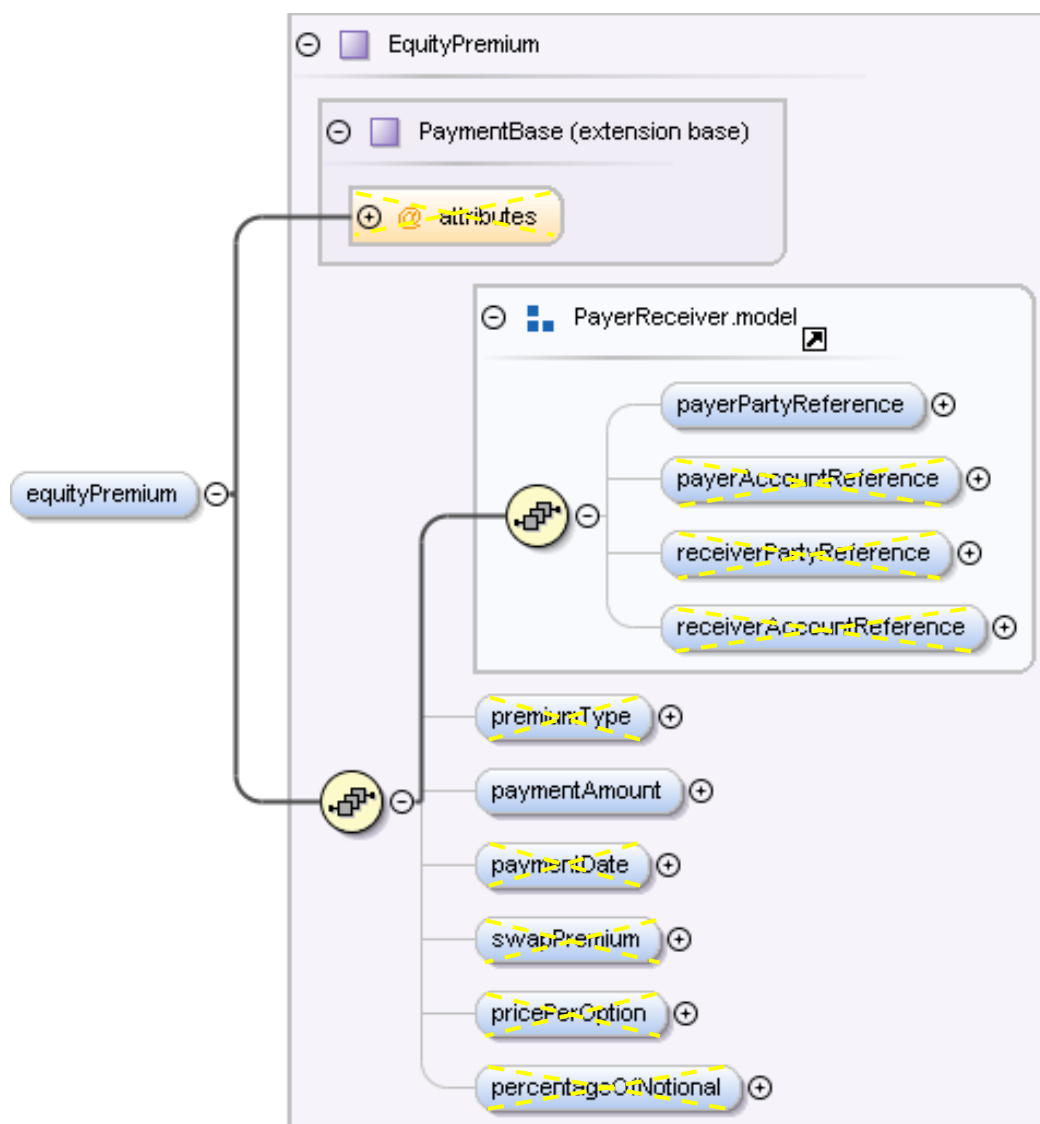 EquityPremium
PaymentBase (extension base)
@ attributes
PayerReceiver.model
payerPartyReference
payerAccountReference
equityPremium
receiverPartyReference
receiverAccountReference
premiumType
paymentAmount
paymentDate
swapPremium
pricePerOption
percentageOfNotional